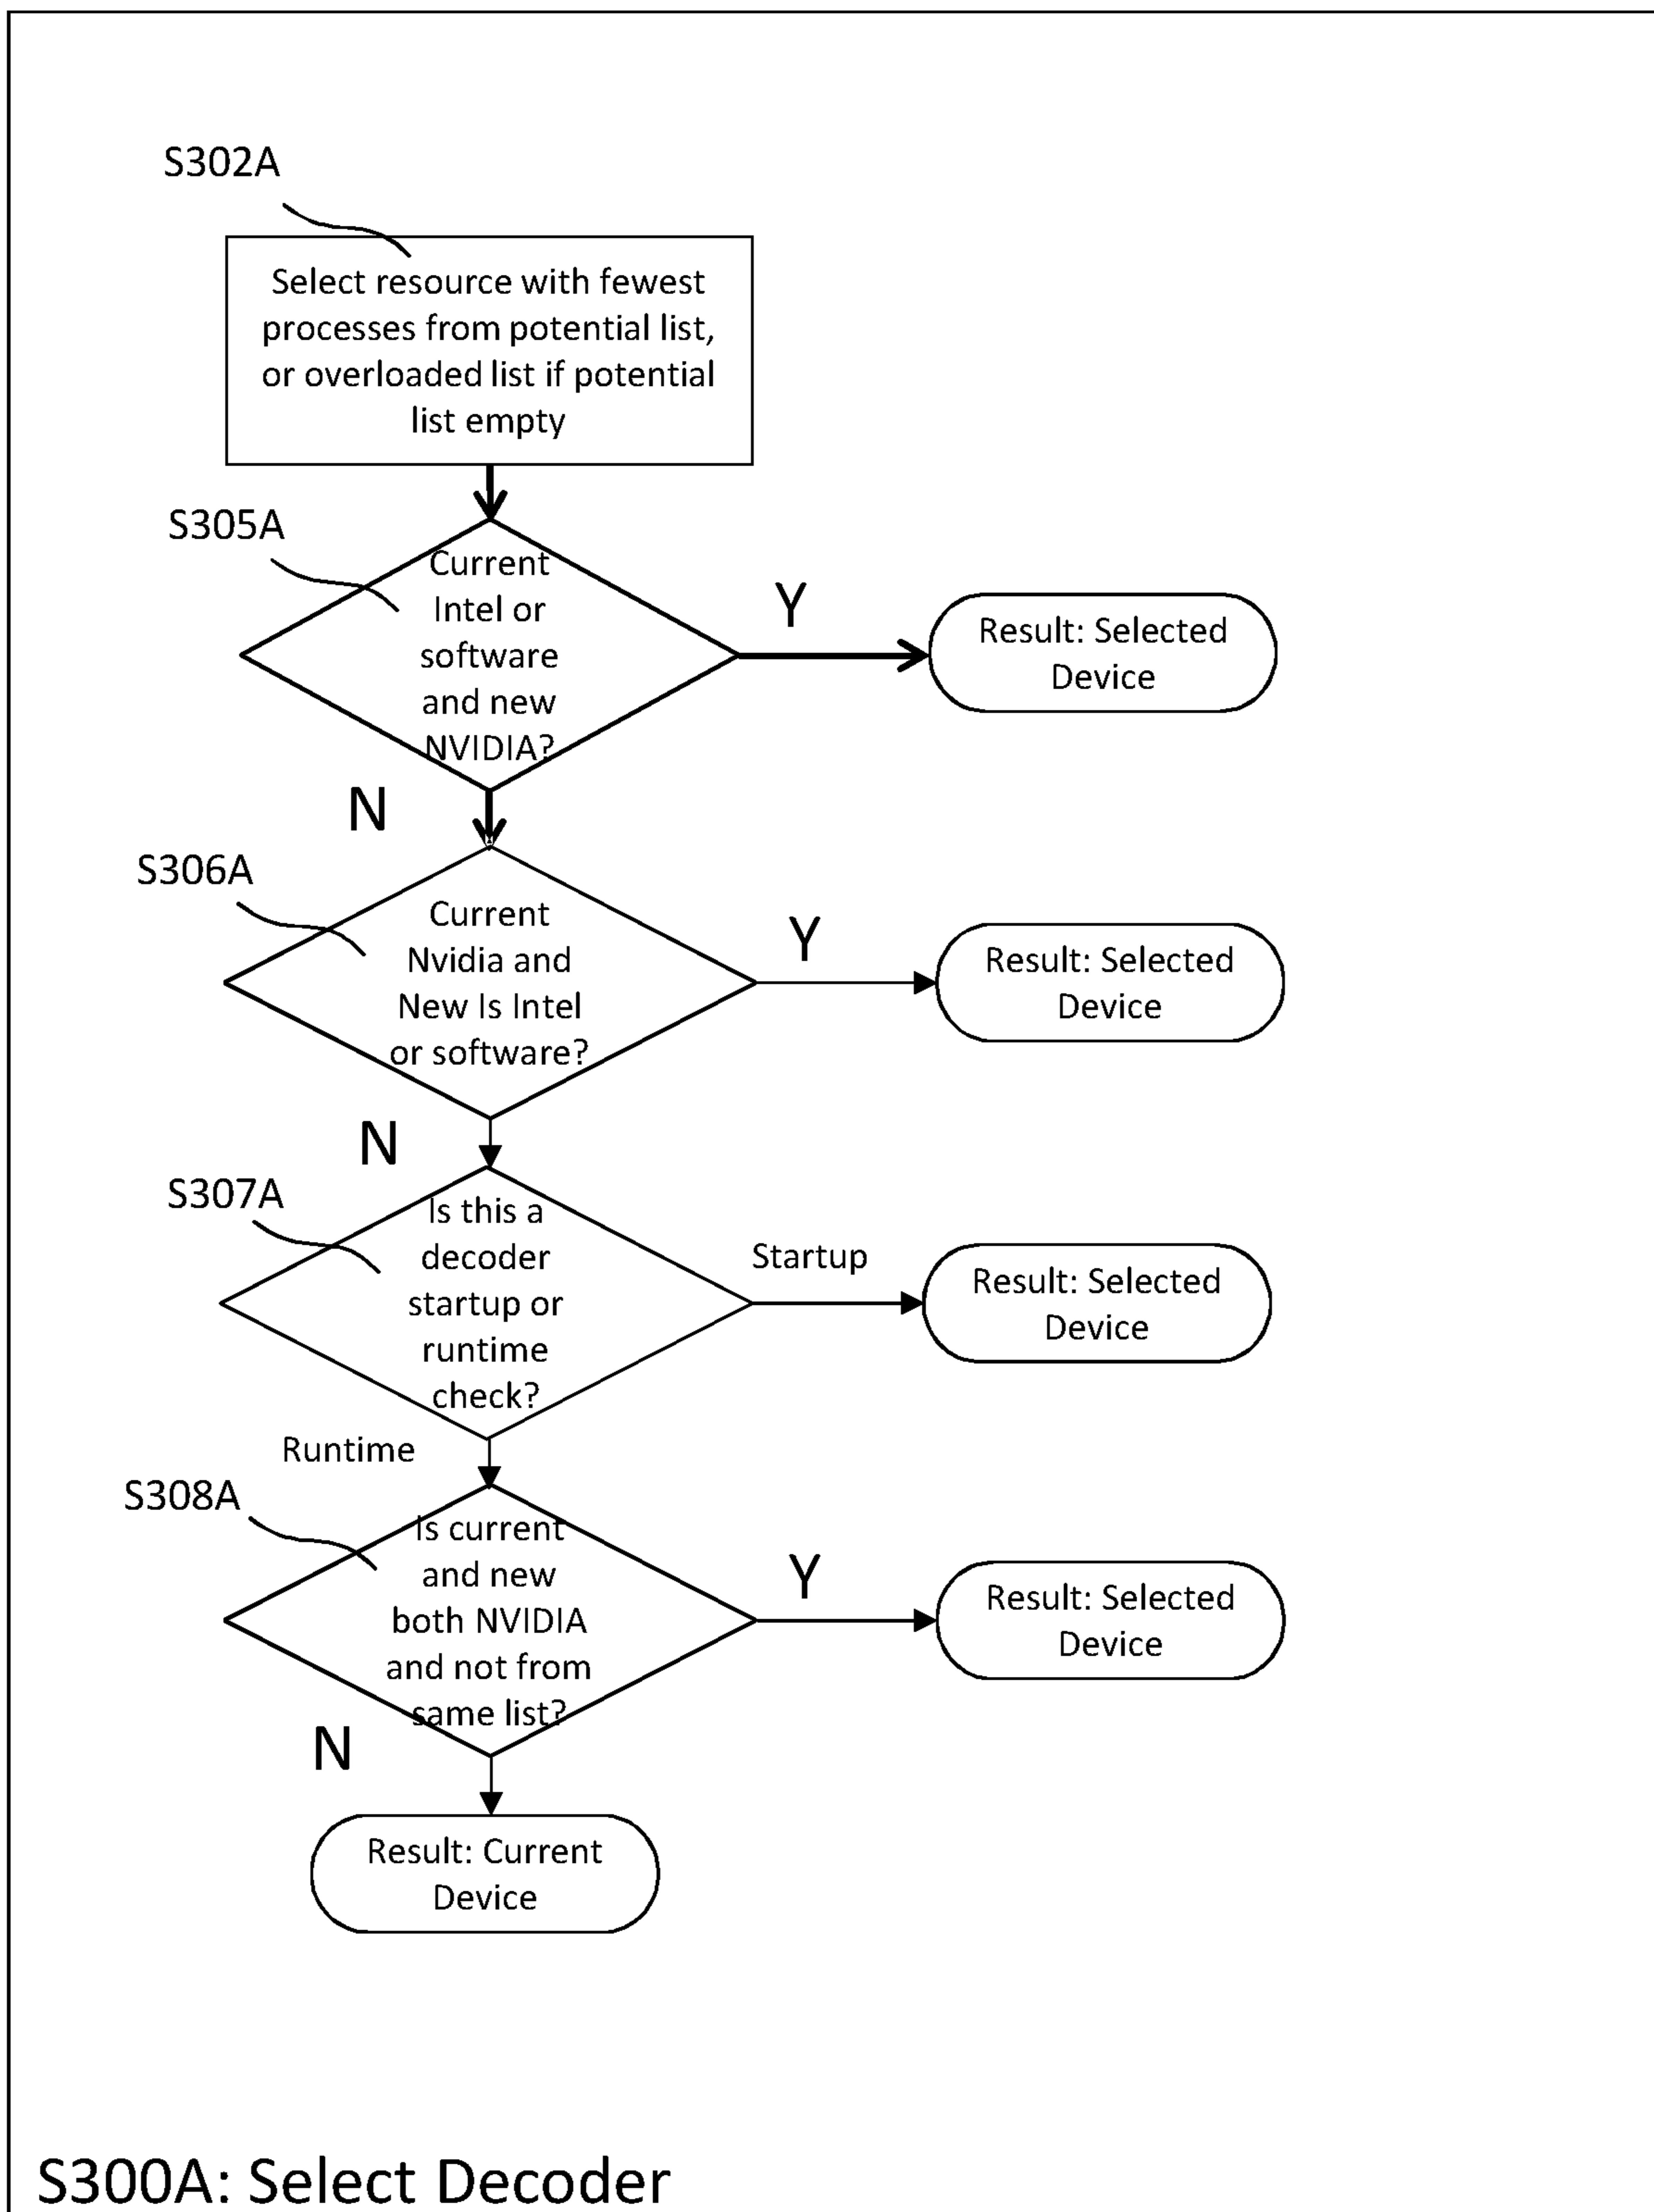 S302A
Select resource with fewest
processes from potential list,
or overloaded list if potential
list empty
S305A
Current
Intel or
software
and new
NVIDIA?
Y
Result: Selected
Device
N
S306A
Current
Nvidia and
New Is Intel
or software?
Y
Result: Selected
Device
N
S307A
Is this a
decoder
startup or
runtime
check?
Startup
Result: Selected
Device
Runtime
S308A
Is current
and new
both NVIDIA
and not from
same list?
Y
Result: Selected
Device
N
Result: Current
Device
S300A: Select Decoder